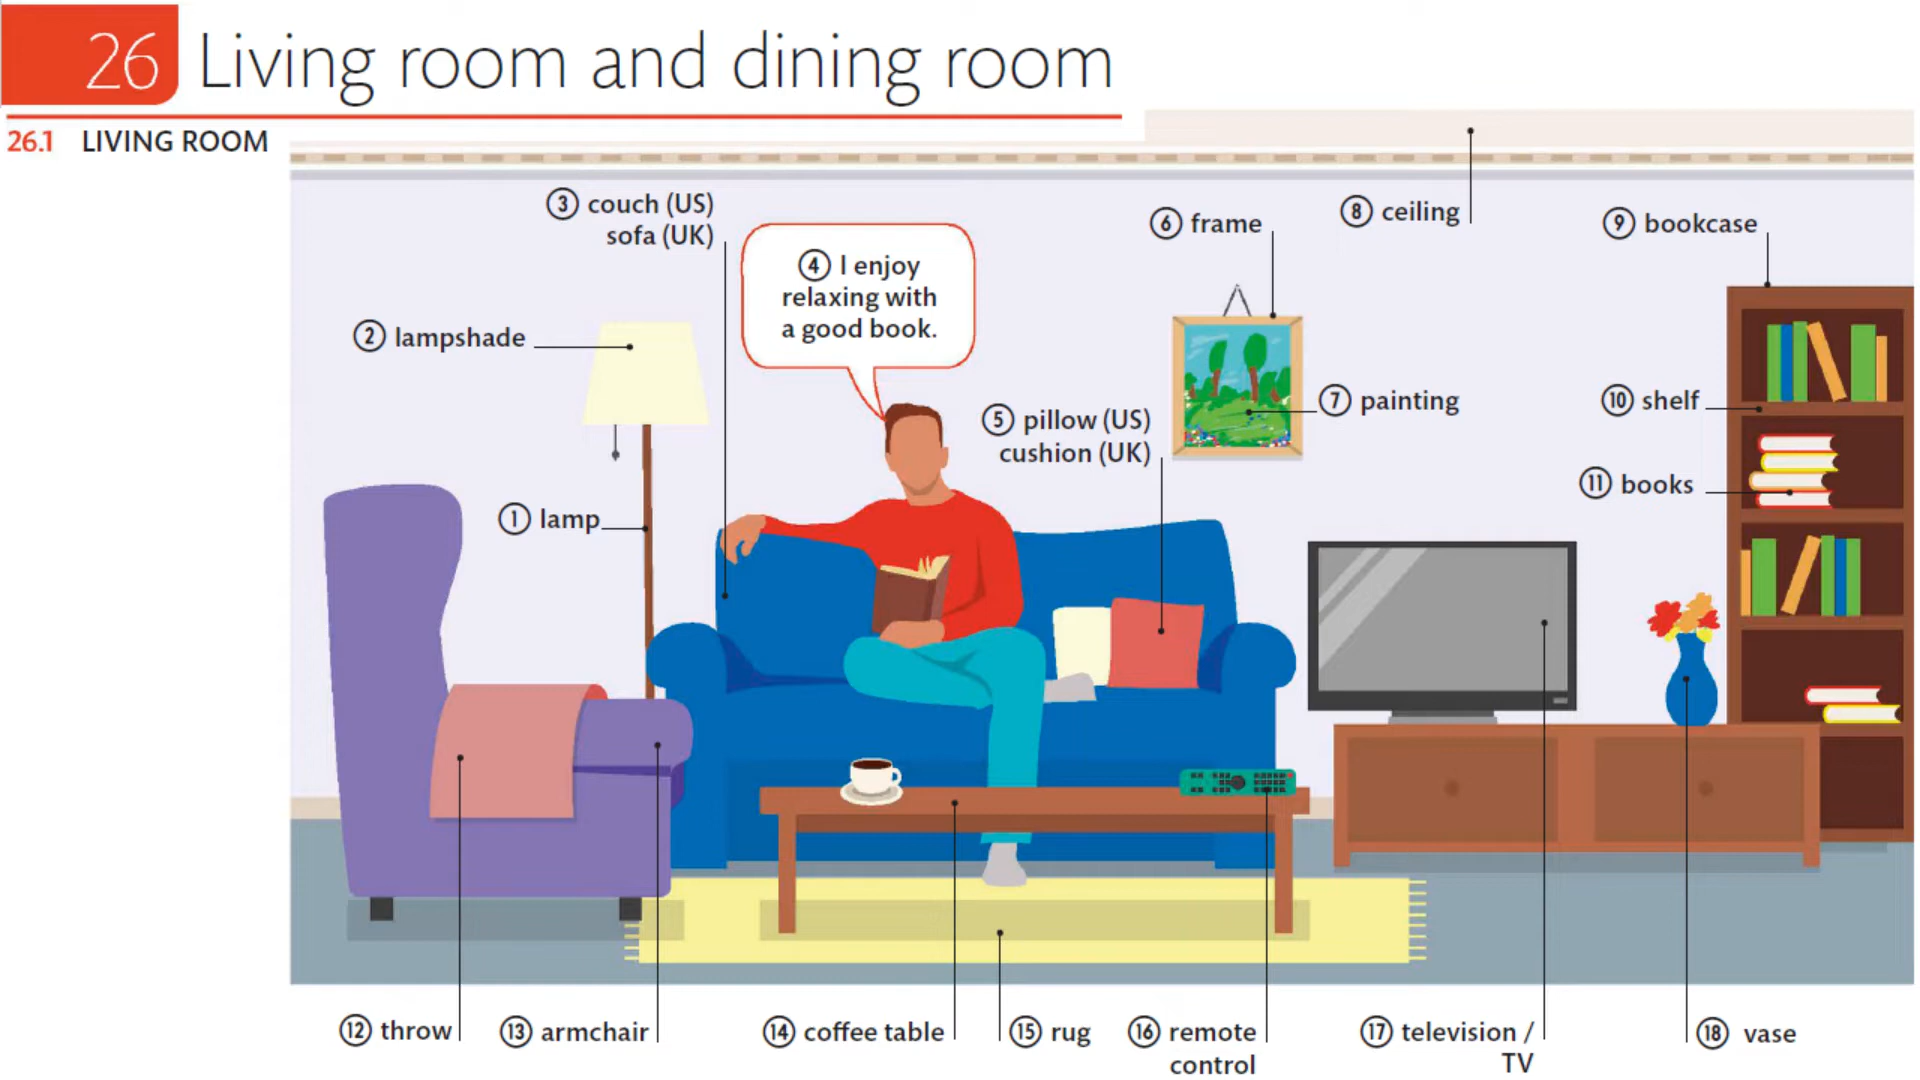 26 Living room and dining room
26.1 LIVING ROOM
③ couch (US)
sofa (UK)
④ I enjoy
relaxing with
a good book.
⑥ frame
⑧ ceiling
⑨ bookcase
② lampshade
⑤ pillow (US)
cushion (UK)
⑦ painting
⑩ shelf
⑪ books
① lamp
⑫ throw
⑬ armchair
⑭ coffee table
⑮ rug
⑯ remote
control
⑰ television /
TV
⑱ vase